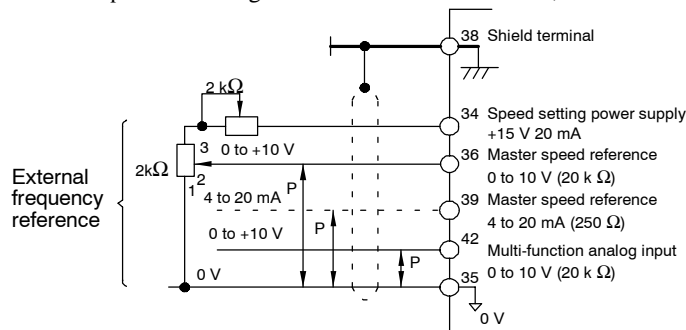 38 Shield terminal
2 kΩ
34 Speed setting power supply
+15 V 20 mA
0 to +10 V
3
36 Master speed reference
0 to 10 V (20 k Ω)
2kΩ
2
1
P
External
frequency
reference
4 to 20 mA
39 Master speed reference
4 to 20 mA (250 Ω)
P
0 to +10 V
42 Multi-function analog input
0 to 10 V (20 k Ω)
P
0 V
35
0 V